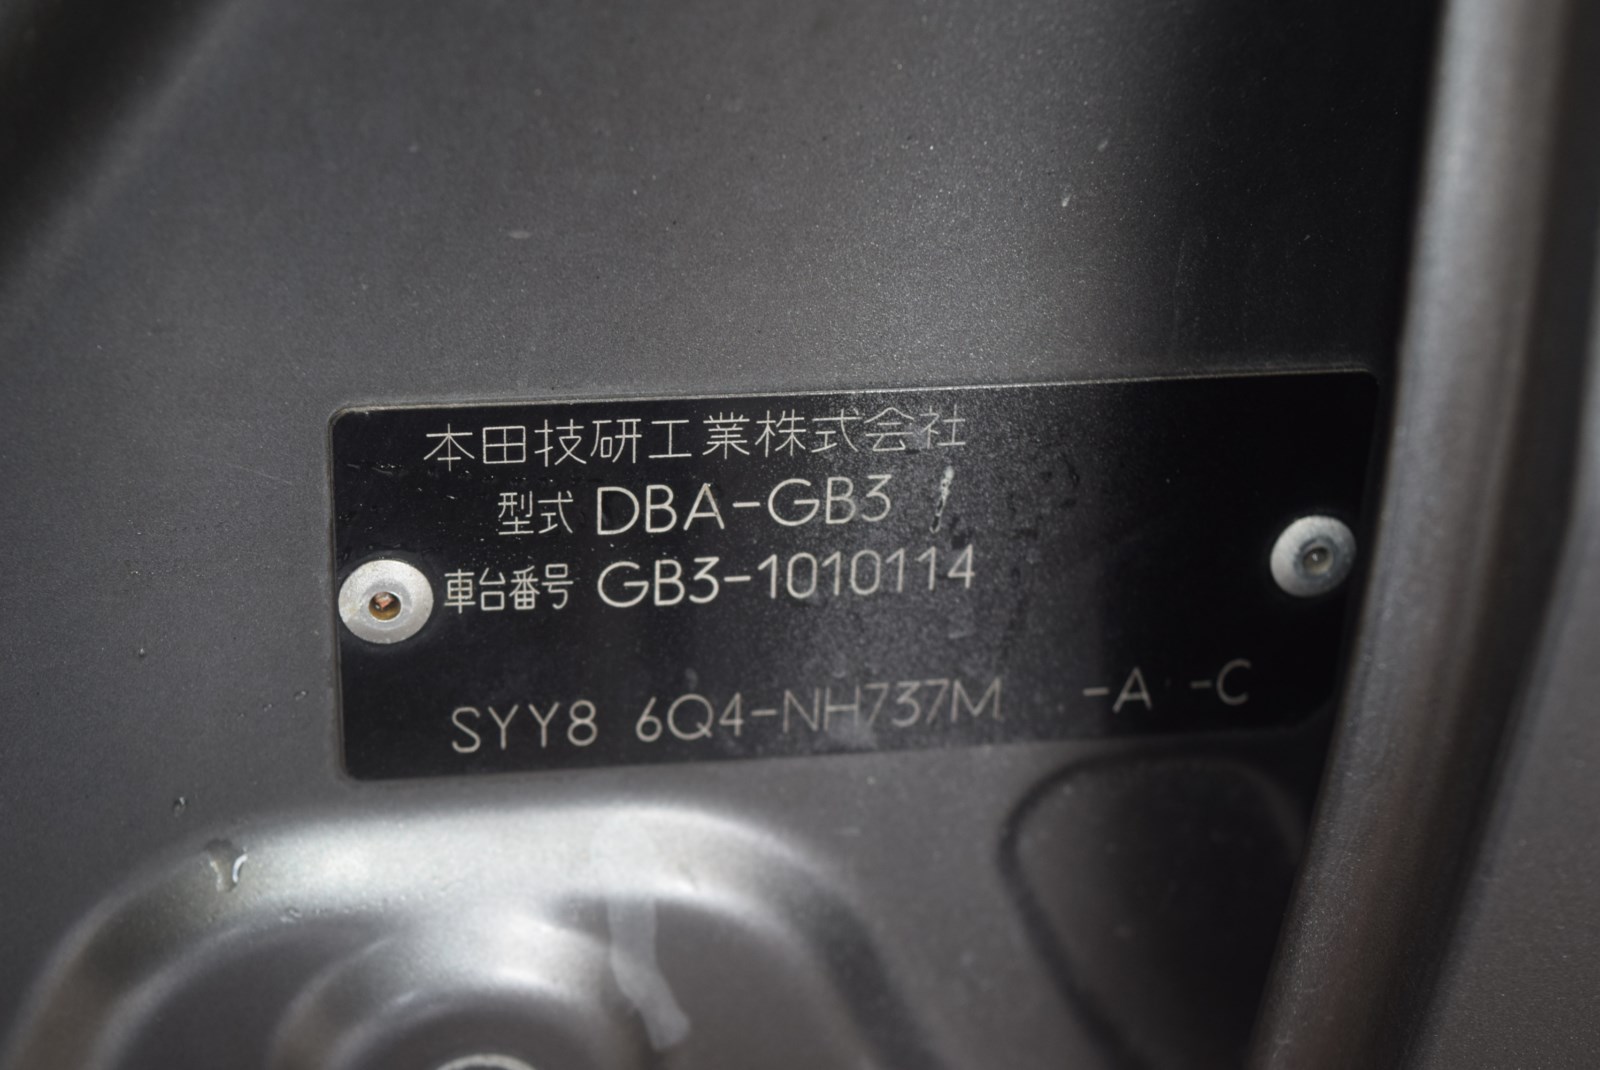 本田技研工業株式会社
型式 DBA-GB3
車台番号 GB3-1010114
SYY8 6Q4-NH737M -A -C